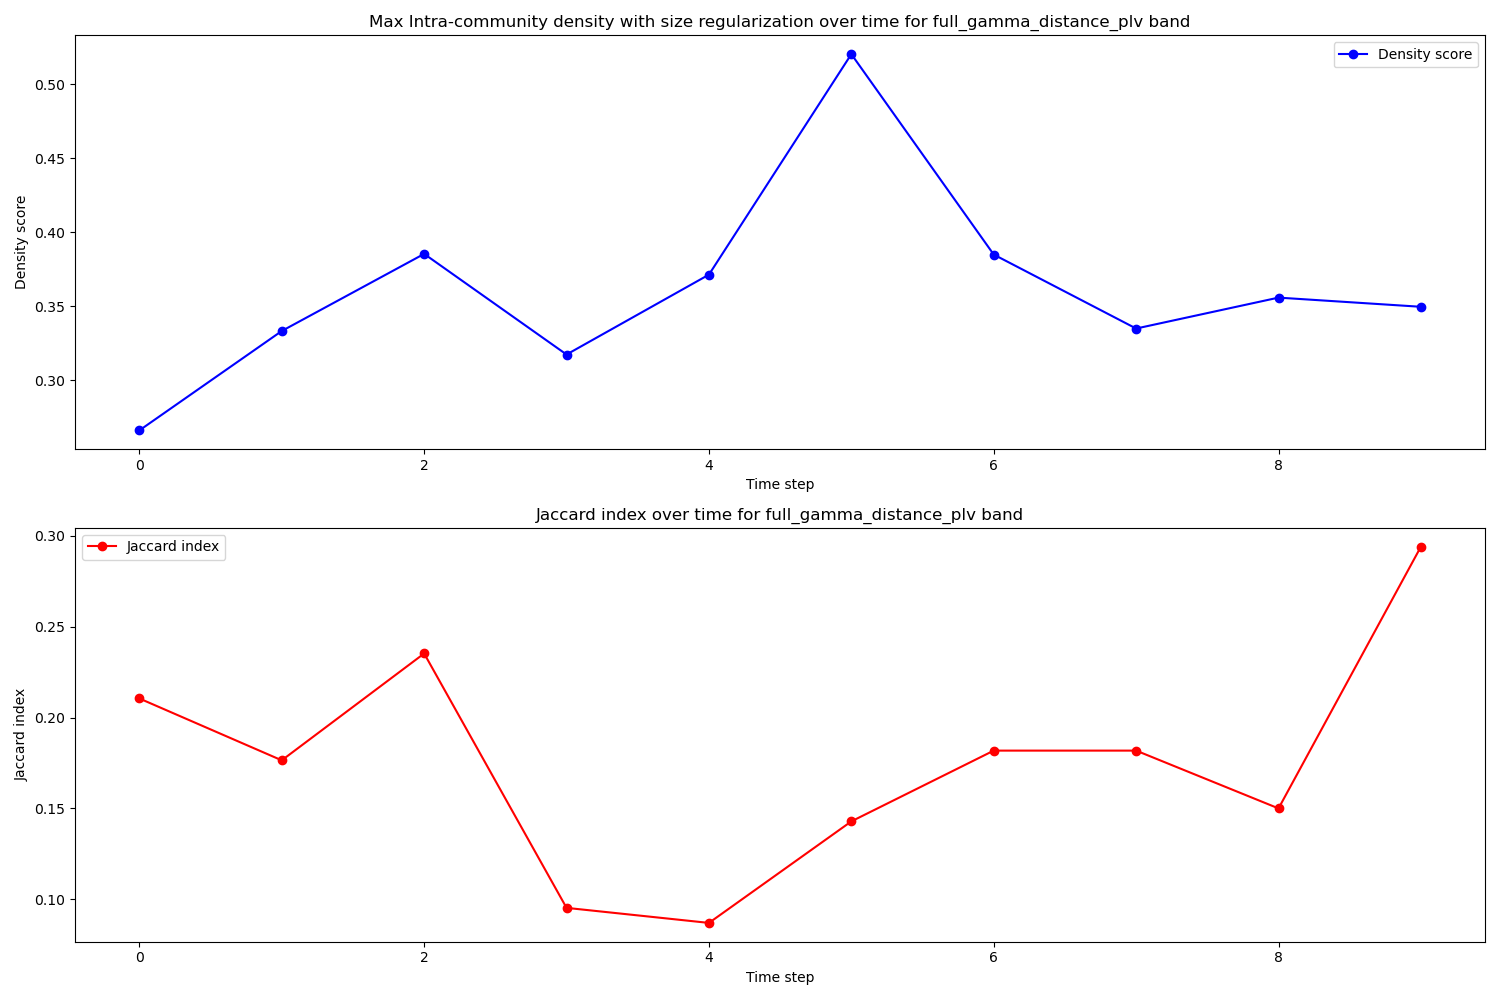 Max Intra-community density with size regularization over time for full_gamma_distance_plv band
Density score
0.50
0.45
0.40
0.35
0.30
Density score
0 2 4 6 8
Time step
Jaccard index over time for full_gamma_distance_plv band
Jaccard index
0.30
0.25
0.20
0.15
0.10
Jaccard index
0 2 4 6 8
Time step